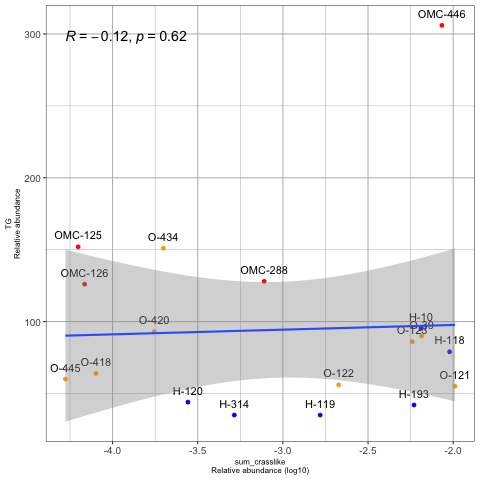 OMC-446
R = −0.12, p = 0.62
300
OMC-125
O-434
OMC-126
OMC-288
200
TG
Relative abundance
O-420
H-10
O-123
H-118
100
O-445
O-418
O-122
O-121
H-120
H-314
H-119
H-193
-4.0
-3.5
-3.0
-2.5
-2.0
sum_crasslike
Relative abundance (log10)